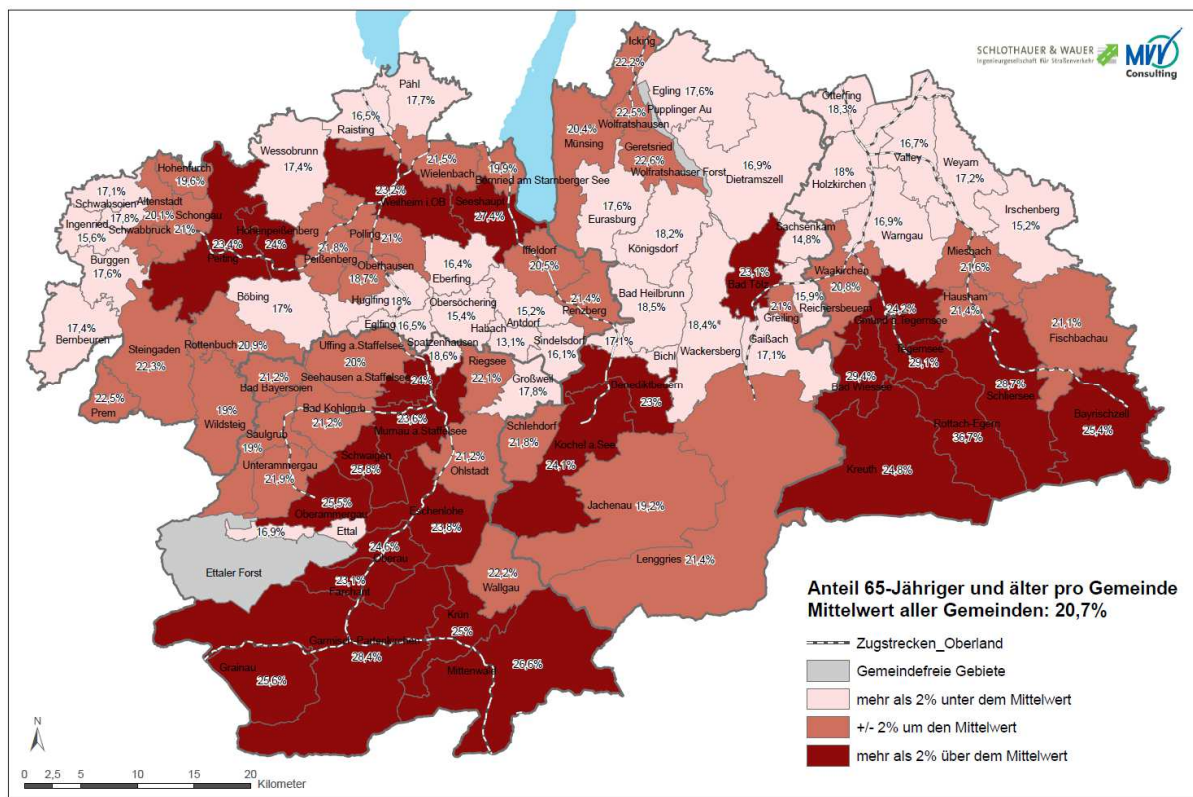 SCHLOTHAUER & WAUER
Ingenieurgesellschaft für Straßenverkehr
MVV
Consulting
Icking
22,2%
Pähl
17,7%
Egling 17,6%
Pupplinger Au
Otterfing
18,3%
16,5%
Raisting
22,5%
Wolfratshausen
20,4%
Münsing
16,7%
Valley
Wessobrunn
17,4%
21,5%
Wielenbach
19,9%
Bernried am Starnberger See
Geretsried
22,6%
Wolfratshauser Forst
16,9%
Dietramszell
Weyarn
17,2%
18%
Holzkirchen
Hohenfurch
19,6%
17,1%
Schwabsoien
Altenstadt
20,1%
Schongau
21%
17,8%
Schwabbruck
23,2%
Weilheim i.OB
Seeshaupt
27,4%
17,6%
Eurasburg
Irschenberg
15,2%
Ingenried
15,6%
Burggen
17,6%
Hohenpeißenberg
24%
23,4%
Peiting
Polling
21%
21,8%
Peißenberg
Oberhausen
18,7%
Iffeldorf
20,5%
18,2%
Königsdorf
Sachsenkam
14,8%
16,9%
Warngau
Miesbach
21,6%
16,4%
Eberfing
23,1%
Bad Tölz
Waakirchen
20,8%
Böbing
17%
Huglfing
18%
Obersöchering
15,4%
15,2%
Antdorf
21,4%
Penzberg
Bad Heilbrunn
18,5%
21%
Greiling
15,9%
Reichersbeuern
24,2%
Gmund a.Tegernsee
Hausham
21,4%
17,4%
Bernbeuren
Eglfing
16,5%
Habach
13,1%
Sindelsdorf
16,1%
17,1%
18,4%
Wackersberg
Gaißach
17,1%
21,1%
Fischbachau
Steingaden
22,3%
Rottenbuch
20,9%
Uffing a.Staffelsee
20%
Spatzenhausen
18,6%
Riegsee
22,1%
Bichl
Tegernsee
29,1%
Seehausen a.Staffelsee
24%
Großweil
17,8%
Benediktbeuern
23%
29,4%
Bad Wiessee
28,7%
Schliersee
21,2%
Bad Bayersoien
22,5%
Prem
19%
Wildsteig
Bad Kohlgrub
21,2%
23,6%
Murnau a.Staffelsee
Schlehdorf
21,8%
Kochel a.See
24,1%
Bayrischzell
25,4%
Rottach-Egern
36,7%
Saulgrub
19%
Schwaigen
25,8%
21,2%
Ohlstadt
Kreuth 24,8%
Unterammergau
21,9%
25,5%
Oberammergau
Eschenlohe
23,8%
Jachenau 19,2%
16,9%
Ettal
24,6%
Oberau
Ettaler Forst
Lenggries 21,4%
22,2%
Wallgau
23,1%
Farchant
Krün
25%
Garmisch-Partenkirchen
28,4%
Grainau
25,6%
Mittenwald
26,6%
Anteil 65-Jähriger und älter pro Gemeinde
Mittelwert aller Gemeinden: 20,7%
Zugstrecken_Oberland
Gemeindefreie Gebiete
mehr als 2% unter dem Mittelwert
+/- 2% um den Mittelwert
mehr als 2% über dem Mittelwert
N
0 2,5 5 10 15 20
Kilometer